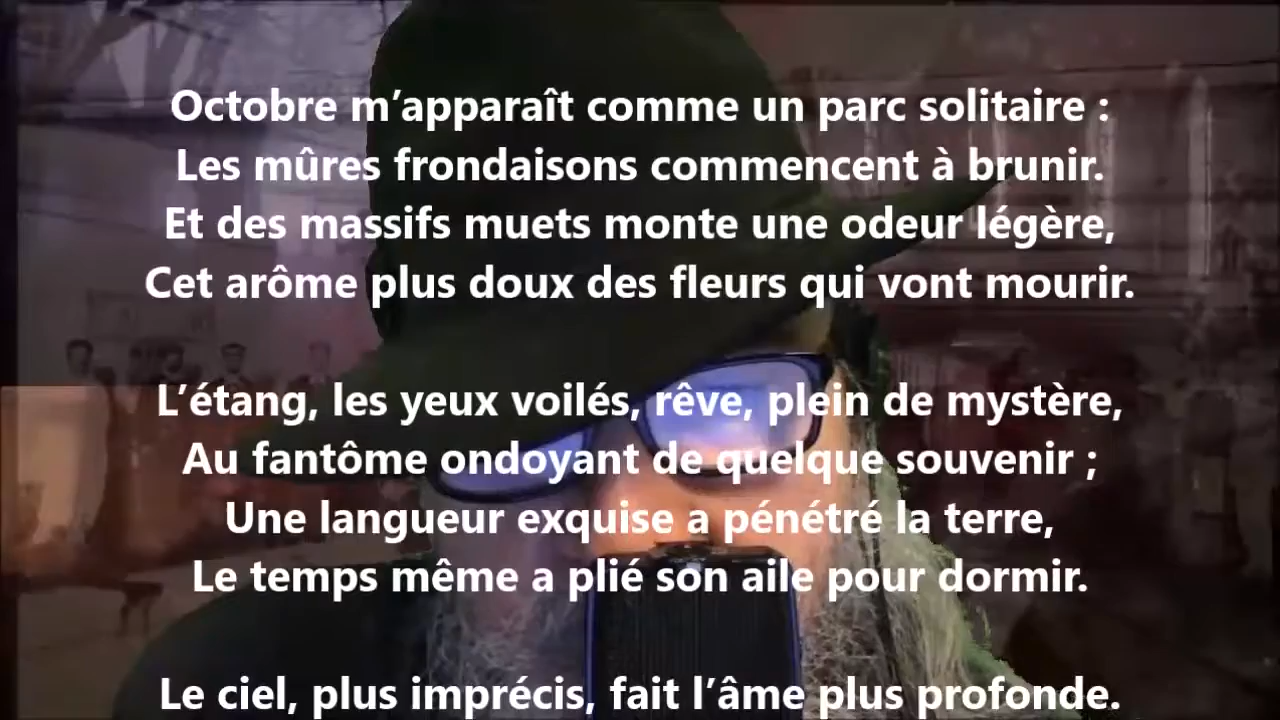 Octobre m’apparaît comme un parc solitaire :
Les mûres frondaisons commencent à brunir.
Et des massifs muets monte une odeur légère,
Cet arôme plus doux des fleurs qui vont mourir.
L’étang, les yeux voilés, rêve, plein de mystère,
Au fantôme ondoyant de quelque souvenir ;
Une langueur exquise a pénétré la terre,
Le temps même a plié son aile pour dormir.
Le ciel, plus imprécis, fait l’âme plus profonde.